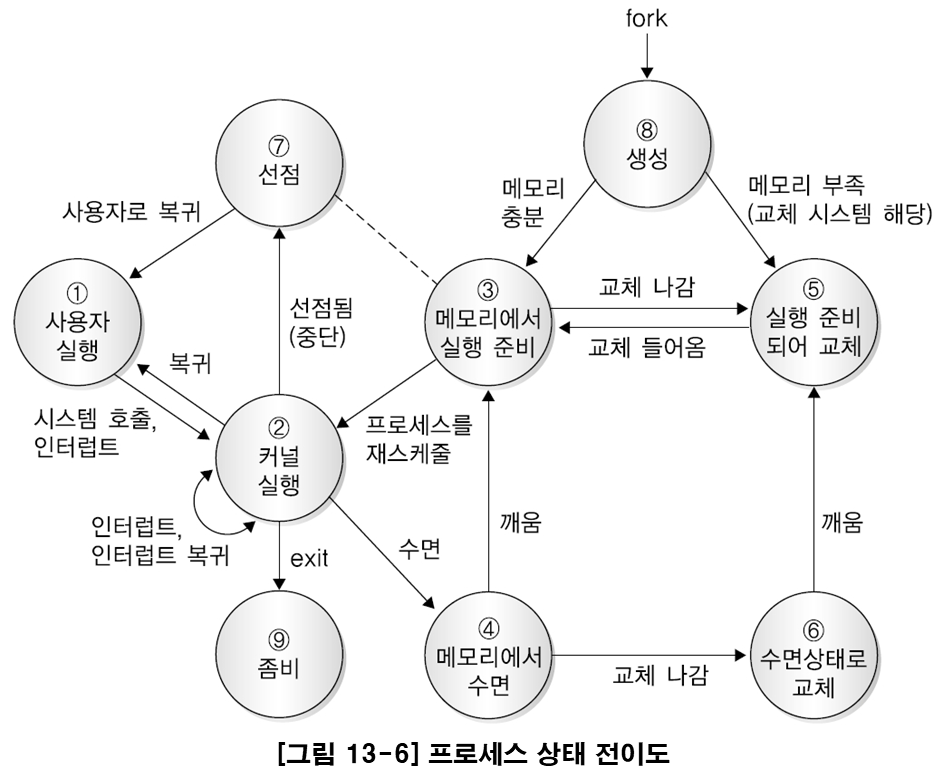 fork
⑦
선점
⑧
생성
메모리
충분
메모리 부족
(교체 시스템 해당)
사용자로 복귀
①
사용자
실행
선점됨
(중단)
③
메모리에서
실행 준비
교체 나감
교체 들어옴
⑤
실행 준비
되어 교체
복귀
시스템 호출,
인터럽트
②
커널
실행
프로세스를
재스케줄
인터럽트,
인터럽트 복귀
exit
수면
깨움
깨움
⑨
좀비
④
메모리에서
수면
교체 나감
⑥
수면상태로
교체
[그림 13-6] 프로세스 상태 전이도